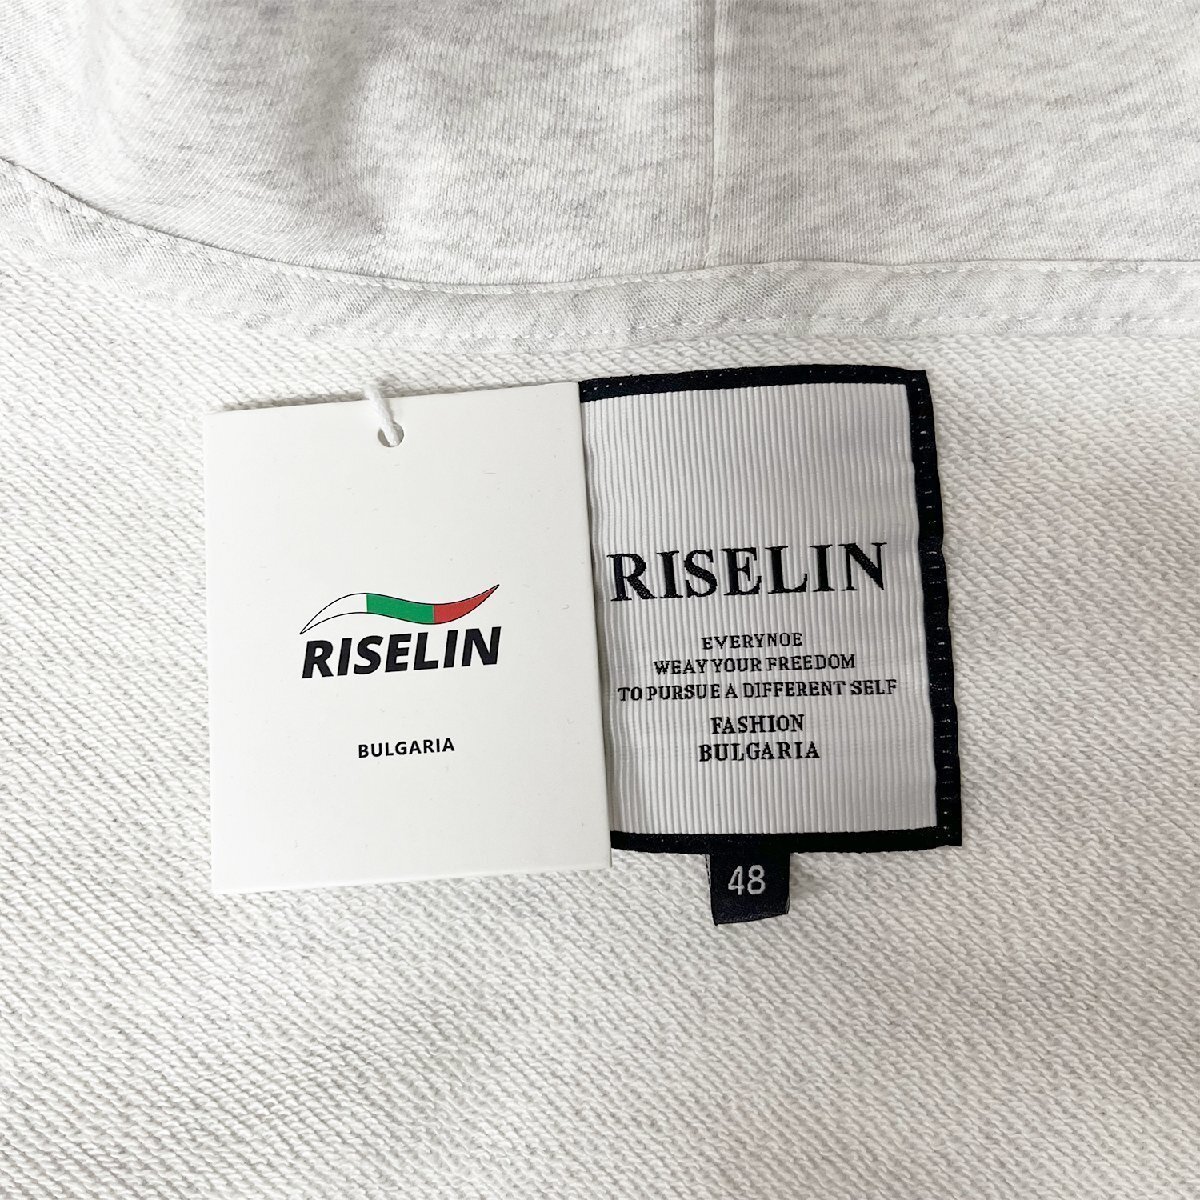 RISELIN
BULGARIA
RISELIN
EVERYNOE
WEAY YOUR FREEDOM
TO PURSUE A DIFFERENT SELF
FASHION
BULGARIA
48